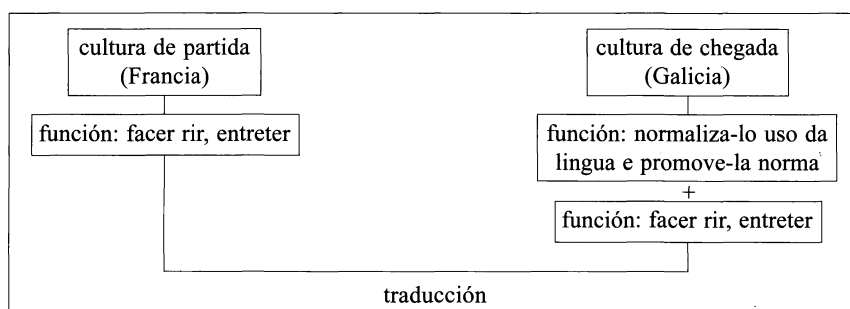 cultura de partida
(Francia)
función: facer rir, entreter
cultura de chegada
(Galicia)
función: normaliza-lo uso da
lingua e promove-la norma
+
función: facer rir, entreter
traducción